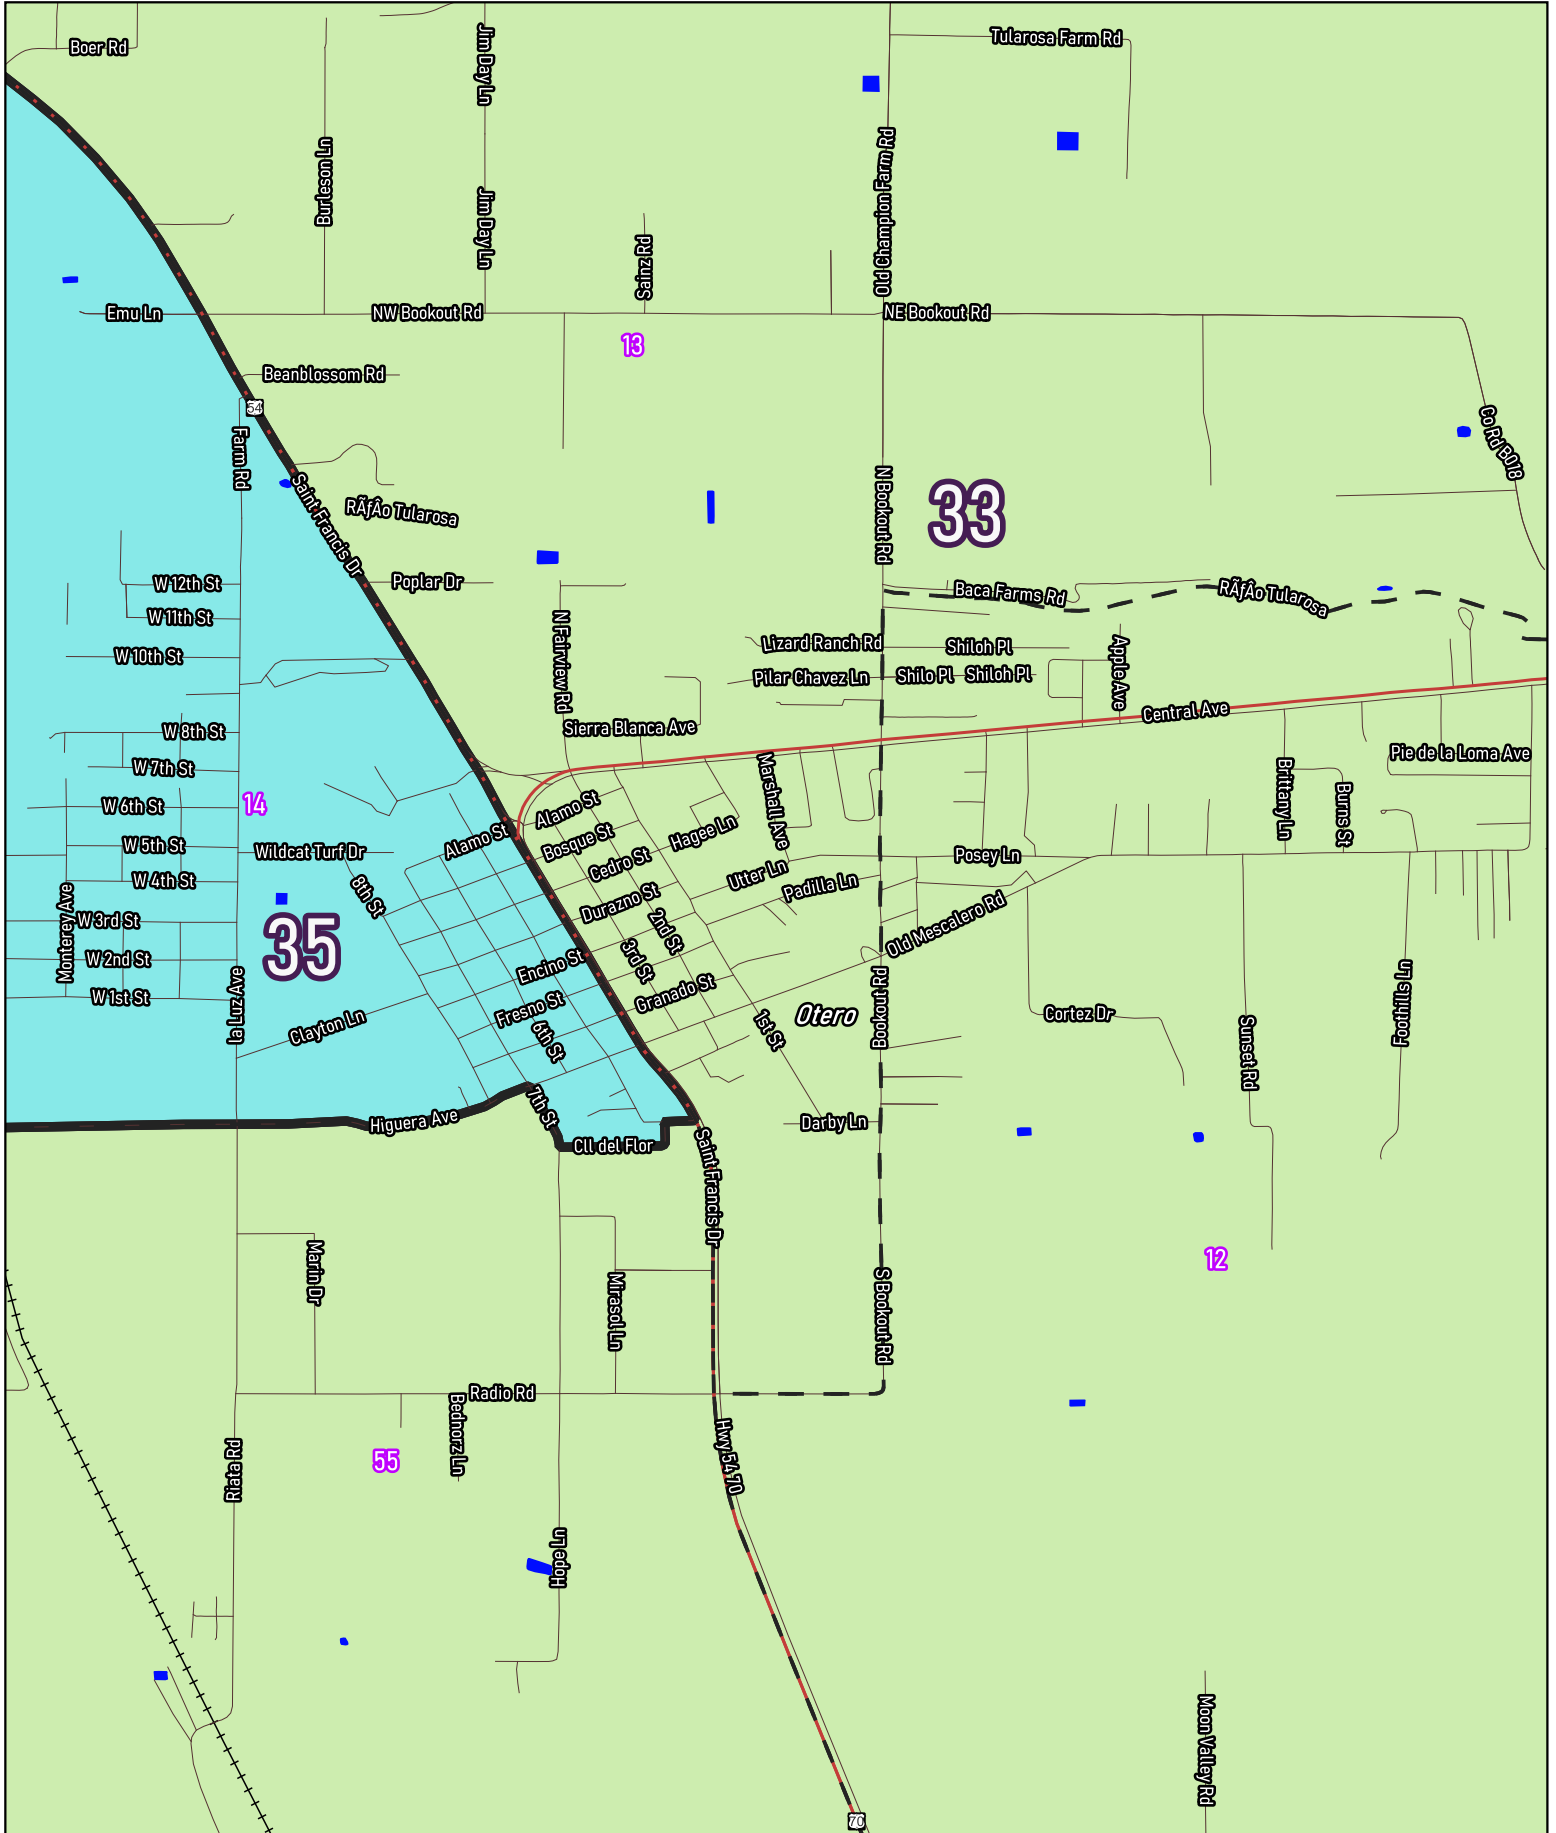 Boer Rd
Jim Day Ln
Tularosa Farm Rd
Burleson Ln
Jim Day Ln
Old Champion Farm Rd
Sainz Rd
Emu Ln
NW Bookout Rd
NE Bookout Rd
13
Beanblossom Rd
54
Farm Rd
Co Rd B018
Saint Francis Dr
RÃƒÂo Tularosa
N Bookout Rd
33
W 12th St
Poplar Dr
Baca Farms Rd
RÃƒÂo Tularosa
W 11th St
N Fairview Rd
Lizard Ranch Rd
Shiloh Pl
Apple Ave
W 10th St
Pilar Chavez Ln
Shilo Pl
Shiloh Pl
Central Ave
W 8th St
Sierra Blanca Ave
Pie de la Loma Ave
W 7th St
Marshall Ave
Brittany Ln
Burns St
W 6th St
14
Alamo St
Alamo St
Bosque St
Hagee Ln
W 5th St
Wildcat Turf Dr
Cedro St
Posey Ln
W 4th St
8th St
Utter Ln
Padilla Ln
Durazno St
W 3rd St
Monterey Ave
35
2nd St
Old Mescalero Rd
W 2nd St
Encino St
3rd St
W 1st St
la Luz Ave
Granado St
Bookout Rd
Foothills Ln
Clayton Ln
Fresno St
6th St
1st St
Otero
Cortez Dr
Sunset Rd
Higuera Ave
7th St
Darby Ln
Cll del Flor
Saint Francis Dr
Marin Dr
Mirasol Ln
S Bookout Rd
12
Radio Rd
Bednorz Ln
Riata Rd
55
Hwy 54 70
Hope Ln
Moon Valley Rd
70